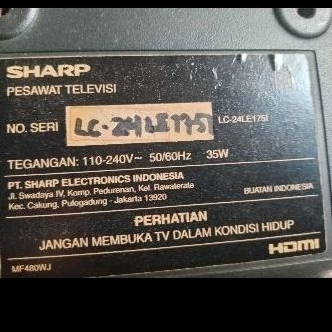 SHARP
PESAWAT TELEVISI
NO. SERI LC-24LE175I LC-24LE175I
TEGANGAN: 110-240V~ 50/60Hz 35W
PT. SHARP ELECTRONICS INDONESIA
Jl. Swadaya IV, Komp. Pedurenan, Kel. Rawaterata
Kec. Cakung, Pulogadung - Jakarta 13920
BUATAN INDONESIA
PERHATIAN
JANGAN MEMBUKA TV DALAM KONDISI HIDUP
HDMI
MF480WJ